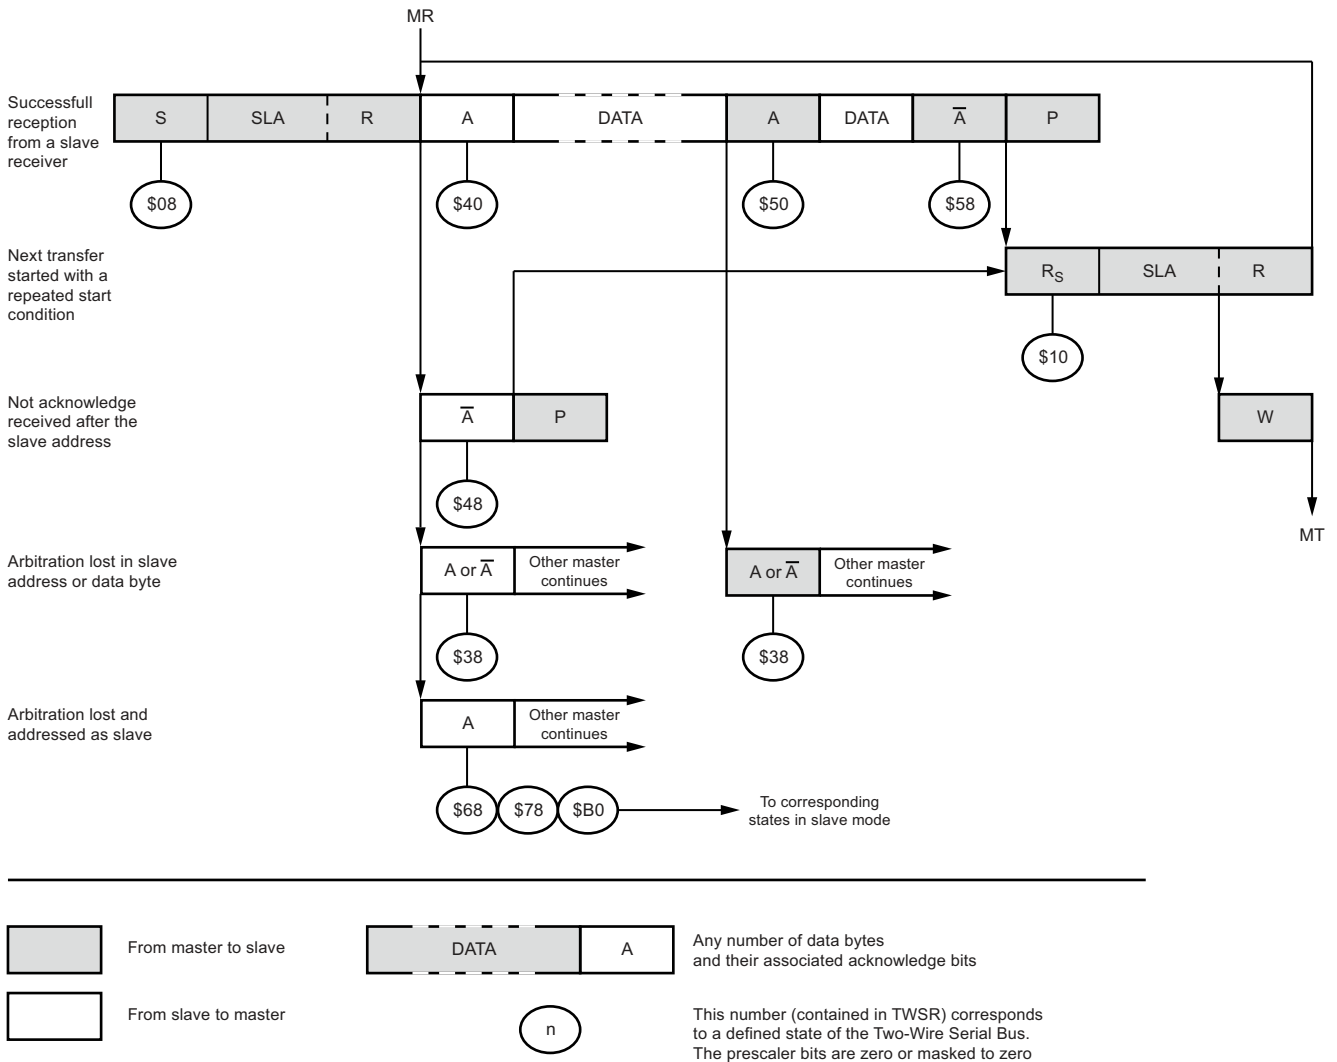 MR
Successfull
reception
from a slave
receiver
S SLA R A DATA A DATA A̅ P
$08 $40 $50 $58
Next transfer
started with a
repeated start
condition
RS SLA R
$10
Not acknowledge
received after the
slave address
A̅ P
W
$48
MT
Arbitration lost in slave
address or data byte
A or A̅
Other master
continues
A or A̅
Other master
continues
$38 $38
Arbitration lost and
addressed as slave
A
Other master
continues
$68 $78 $B0
To corresponding
states in slave mode
From master to slave
DATA A
Any number of data bytes
and their associated acknowledge bits
From slave to master
n
This number (contained in TWSR) corresponds
to a defined state of the Two-Wire Serial Bus.
The prescaler bits are zero or masked to zero